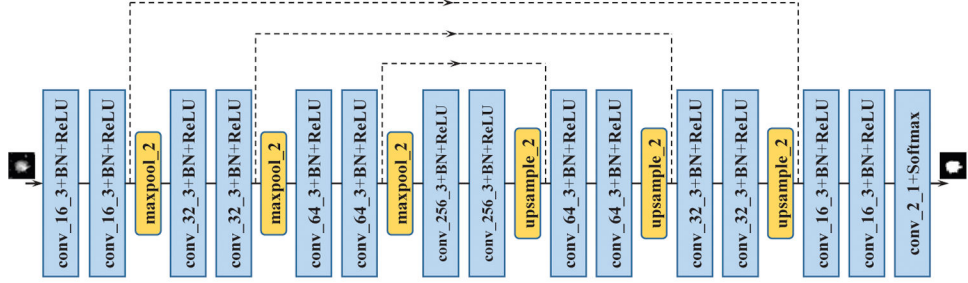 conv_16_3+BN+ReLU
conv_16_3+BN+ReLU
maxpool_2
conv_32_3+BN+ReLU
conv_32_3+BN+ReLU
maxpool_2
conv_64_3+BN+ReLU
conv_64_3+BN+ReLU
maxpool_2
conv_256_3+BN+ReLU
conv_256_3+BN+ReLU
upsample_2
conv_64_3+BN+ReLU
conv_64_3+BN+ReLU
upsample_2
conv_32_3+BN+ReLU
conv_32_3+BN+ReLU
upsample_2
conv_16_3+BN+ReLU
conv_16_3+BN+ReLU
conv_2_1+Softmax